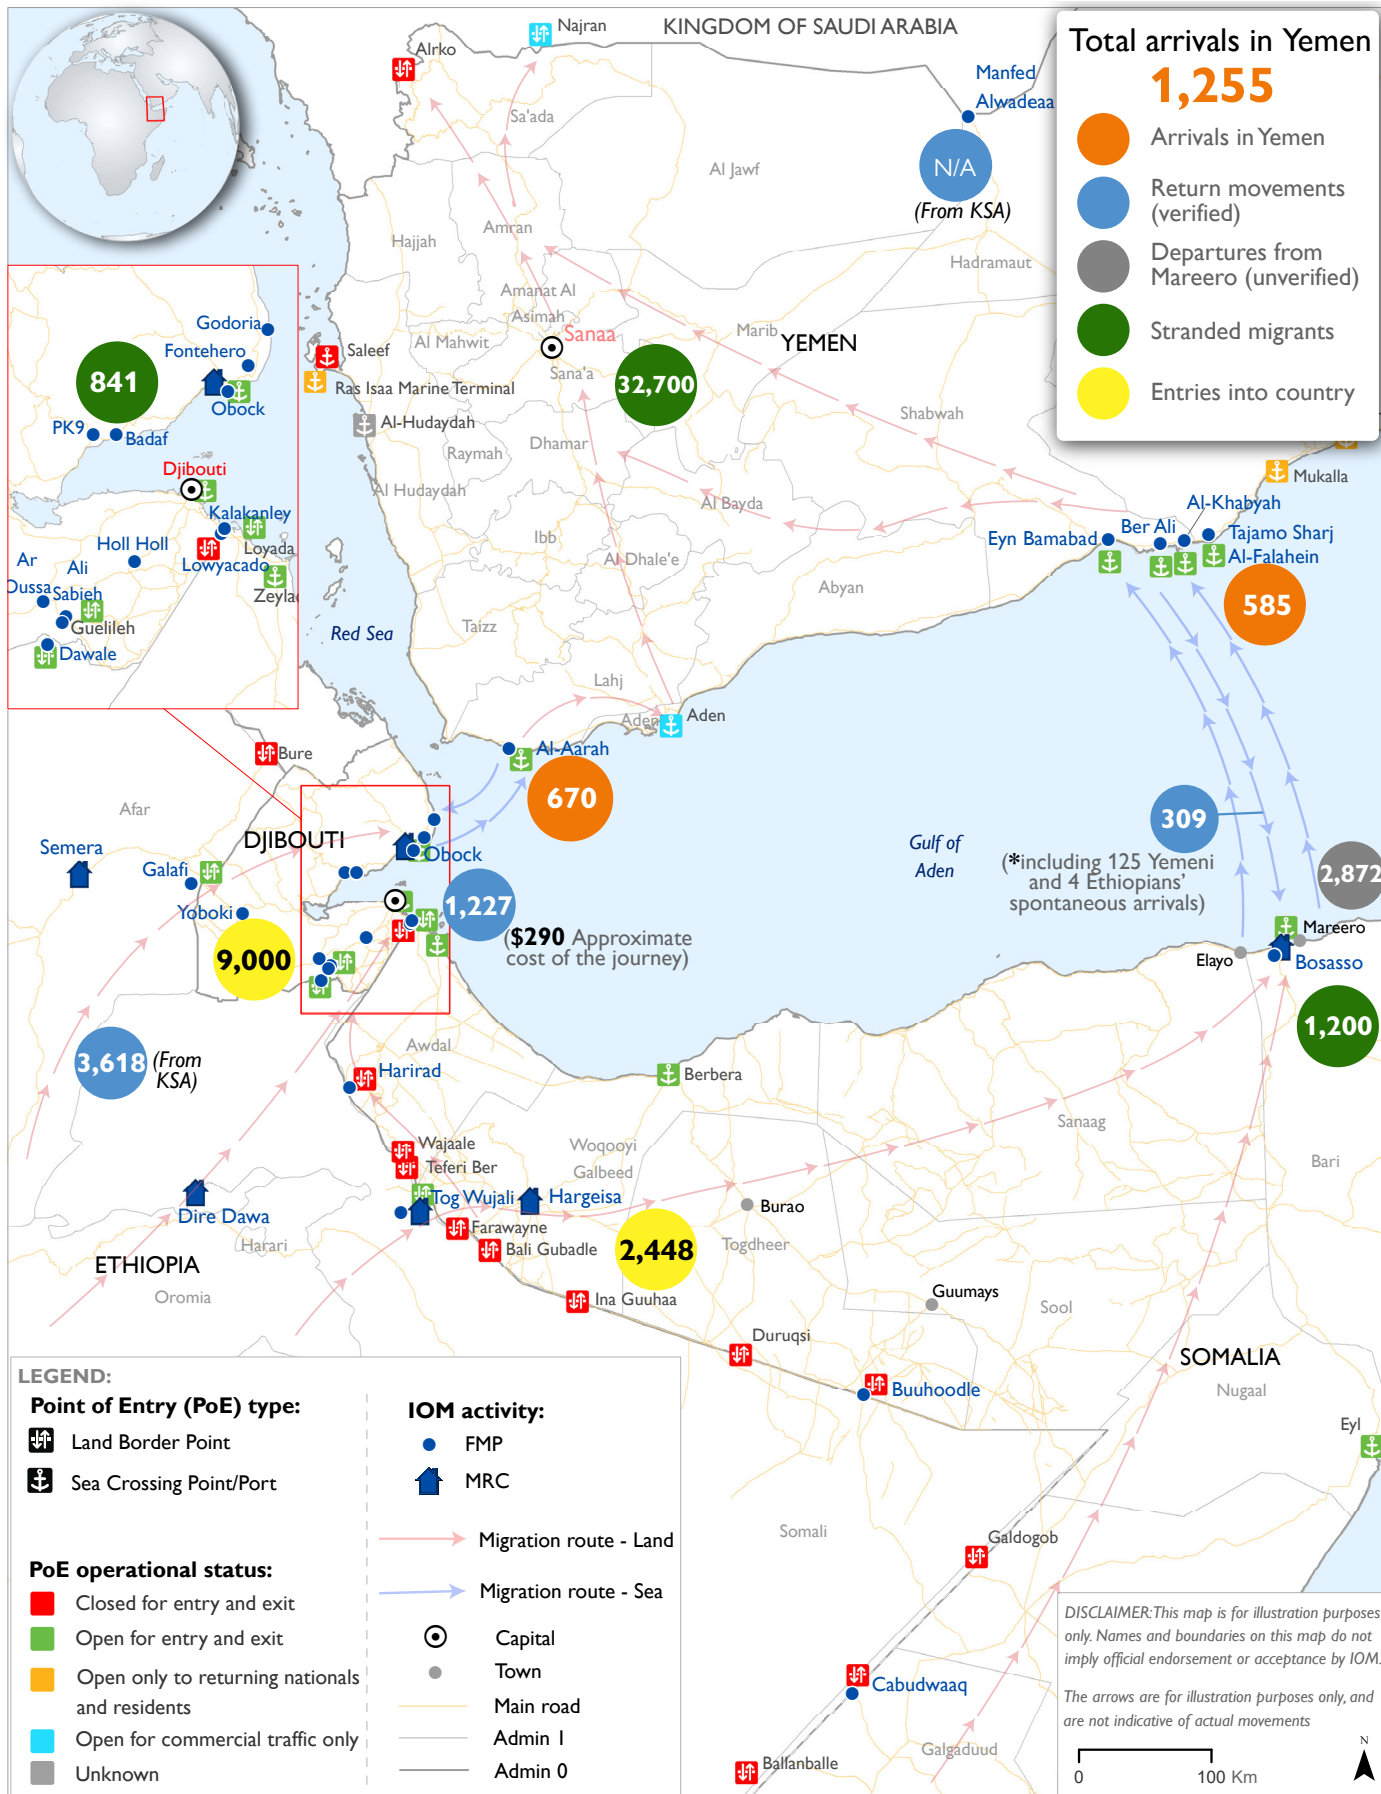 KINGDOM OF SAUDI ARABIA
Najran
Alrko
Manfed
Alwadeaa
Total arrivals in Yemen
1,255
Arrivals in Yemen
Return movements
(verified)
Departures from
Mareero (unverified)
Stranded migrants
Entries into country
Sa'ada
Al Jawf
N/A
(From KSA)
Hajjah
Amran
Hadramaut
Amanat Al
Asimah
Sanaa
Al Mahwit
Marib
YEMEN
Saleef
Ras Isaa Marine Terminal
Sana'a
32,700
Al-Hudaydah
Shabwah
Raymah
Dhamar
Al Hudaydah
Al Bayda
Mukalla
Al-Khabyah
Ibb
Eyn Bamabad
Ber Ali
Tajamo Sharj
Al-Falahein
Al Dhale'e
Abyan
585
Taizz
Red Sea
Lahj
Aden
Aden
Al-Aarah
670
Godoria
Fontehero
841
Obock
PK9
Badaf
Djibouti
Kalakanley
Holl Holl
Loyada
Lowyacado
Ar
Oussa
Ali
Sabieh
Zeylac
Guelileh
Dawale
Bure
Afar
DJIBOUTI
Semera
Galafi
Obock
Yoboki
1,227
9,000
($290 Approximate
cost of the journey)
Gulf of
Aden
309
(*including 125 Yemeni
and 4 Ethiopians'
spontaneous arrivals)
2,872
Mareero
Elayo
Bosasso
1,200
3,618
(From
KSA)
Awdal
Harirad
Berbera
Sanaag
Wajaale
Woqooyi
Galbeed
Teferi Ber
Bari
Dire Dawa
Tog Wujali
Hargeisa
Burao
Harari
Farawayne
Bali Gubadle
2,448
Togdheer
ETHIOPIA
Oromia
Ina Guuhaa
Guumays
Sool
Duruqsi
SOMALIA
Buuhoodle
Nugaal
Eyl
Somali
Galdogob
Cabudwaaq
Galgaduud
Ballanballe
LEGEND:
Point of Entry (PoE) type:
Land Border Point
Sea Crossing Point/Port
PoE operational status:
Closed for entry and exit
Open for entry and exit
Open only to returning nationals
and residents
Open for commercial traffic only
Unknown
IOM activity:
FMP
MRC
Migration route - Land
Migration route - Sea
Capital
Town
Main road
Admin 1
Admin 0
DISCLAIMER:This map is for illustration purposes
only. Names and boundaries on this map do not
imply official endorsement or acceptance by IOM.
The arrows are for illustration purposes only, and
are not indicative of actual movements
N
0
100 Km